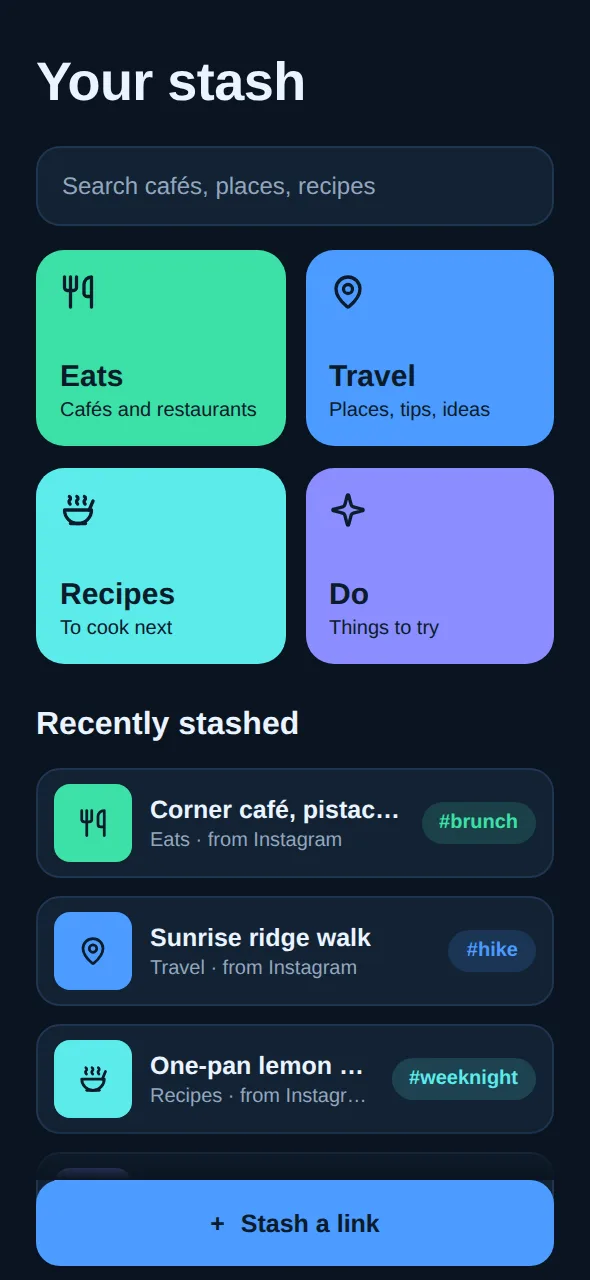 Your stash
Search cafés, places, recipes
Eats
Cafés and restaurants
Travel
Places, tips, ideas
Recipes
To cook next
Do
Things to try
Recently stashed
Corner café, pistac…
Eats · from Instagram
#brunch
Sunrise ridge walk
Travel · from Instagram
#hike
One-pan lemon …
Recipes · from Instagr…
#weeknight
+ Stash a link